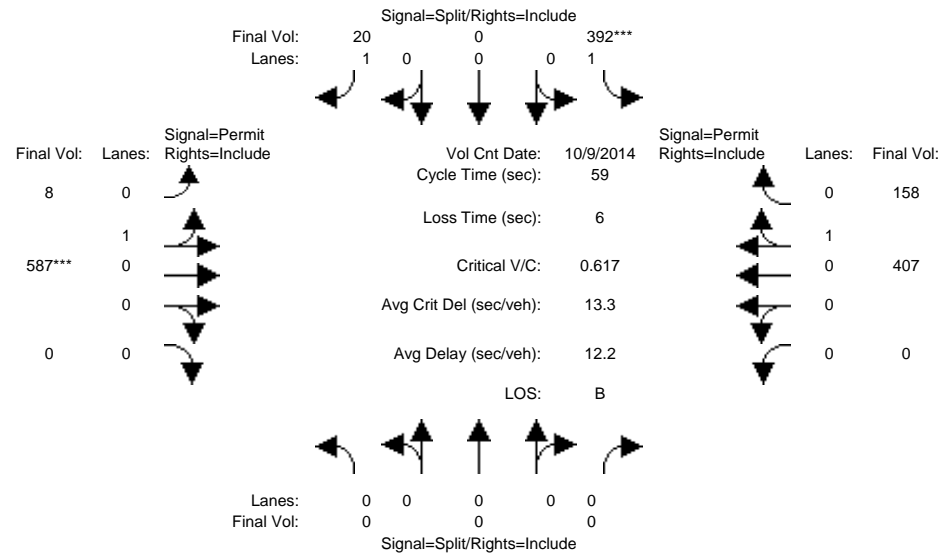 Signal=Split/Rights=Include
Final Vol: 20 0 392***
Lanes: 1 0 0 0 1
Signal=Permit
Final Vol: Lanes: Rights=Include
Vol Cnt Date: 10/9/2014
Signal=Permit
Rights=Include Lanes: Final Vol:
Cycle Time (sec): 59
8 0
0 158
Loss Time (sec): 6
1
1
587*** 0
Critical V/C: 0.617
0 407
0
Avg Crit Del (sec/veh): 13.3
0
0 0
Avg Delay (sec/veh): 12.2
0 0
LOS: B
Lanes: 0 0 0 0 0
Final Vol: 0 0 0
Signal=Split/Rights=Include